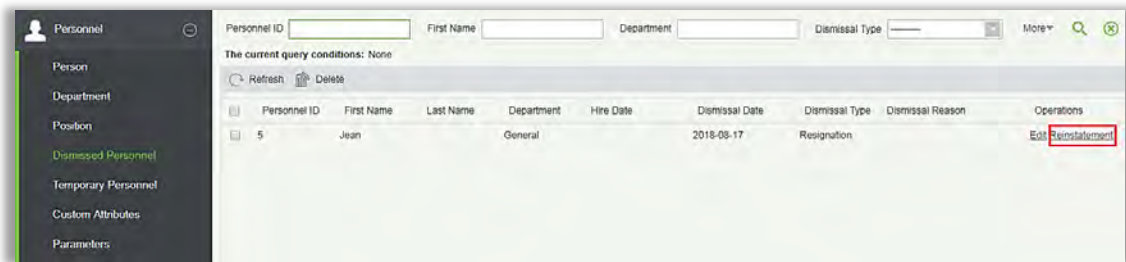 Personnel
Personnel ID First Name Department Dismissal Type --------- More
The current query conditions: None
Person
Refresh Delete
Department
Personnel ID First Name Last Name Department Hire Date Dismissal Date Dismissal Type Dismissal Reason Operations
Position
5 Jean General 2018-08-17 Resignation Edit Reinstatement
Dismissed Personnel
Temporary Personnel
Custom Attributes
Parameters